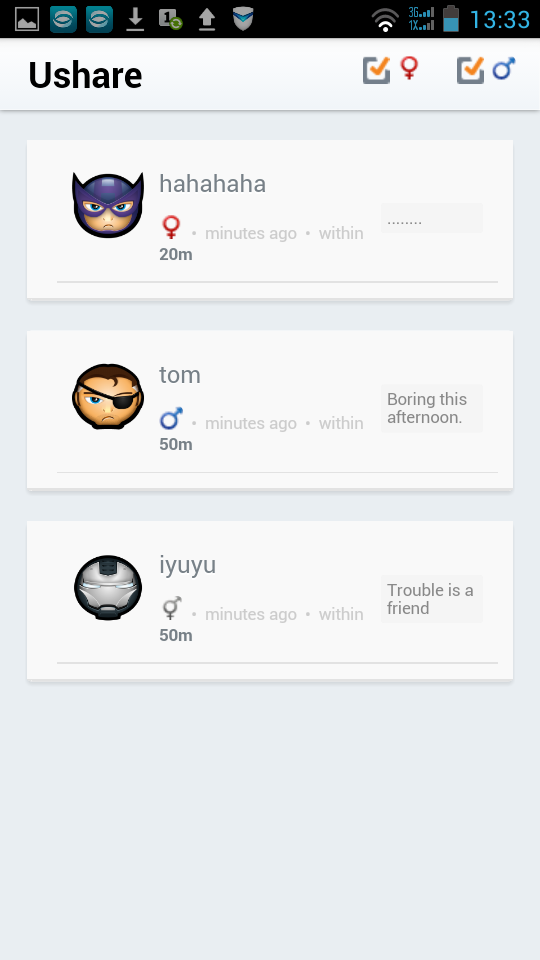 3G
1X
13:33
Ushare
hahahaha
• minutes ago • within
20m
........
tom
• minutes ago • within
50m
Boring this
afternoon.
iyuyu
• minutes ago • within
50m
Trouble is a
friend